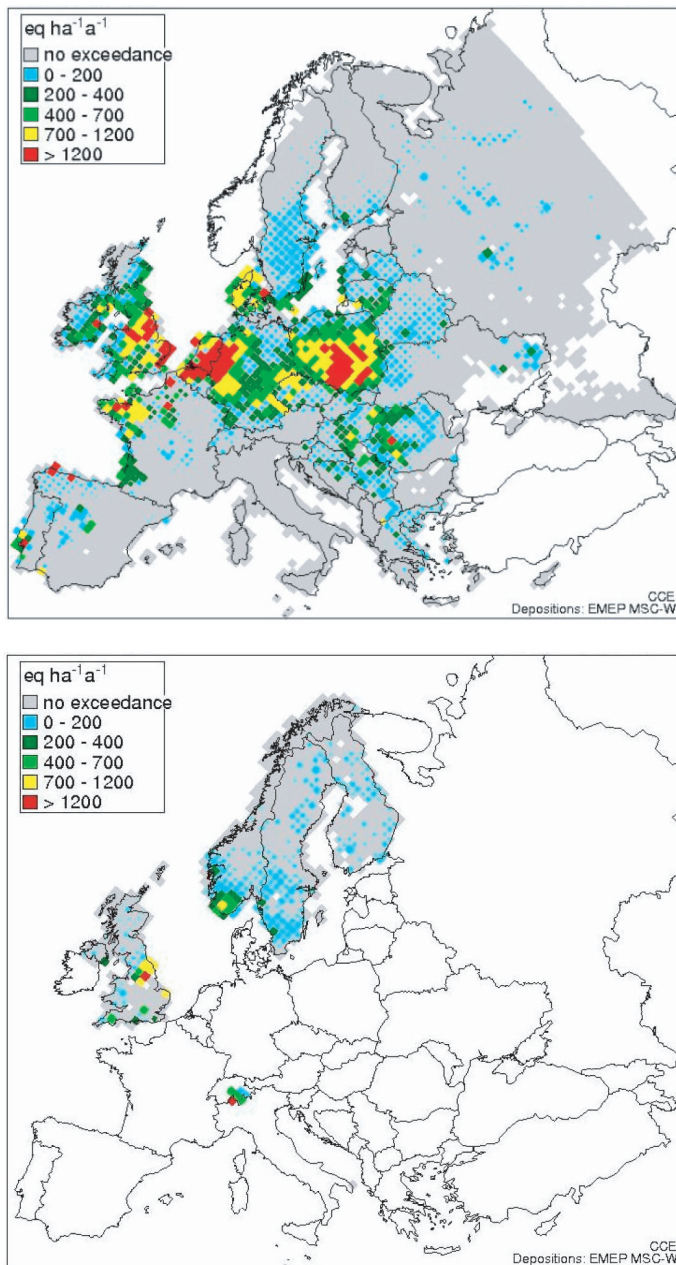 eq ha⁻¹a⁻¹
no exceedance
0 - 200
200 - 400
400 - 700
700 - 1200
> 1200
CCE
Depositions: EMEP MSC-W
eq ha⁻¹a⁻¹
no exceedance
0 - 200
200 - 400
400 - 700
700 - 1200
> 1200
CCE
Depositions: EMEP MSC-W